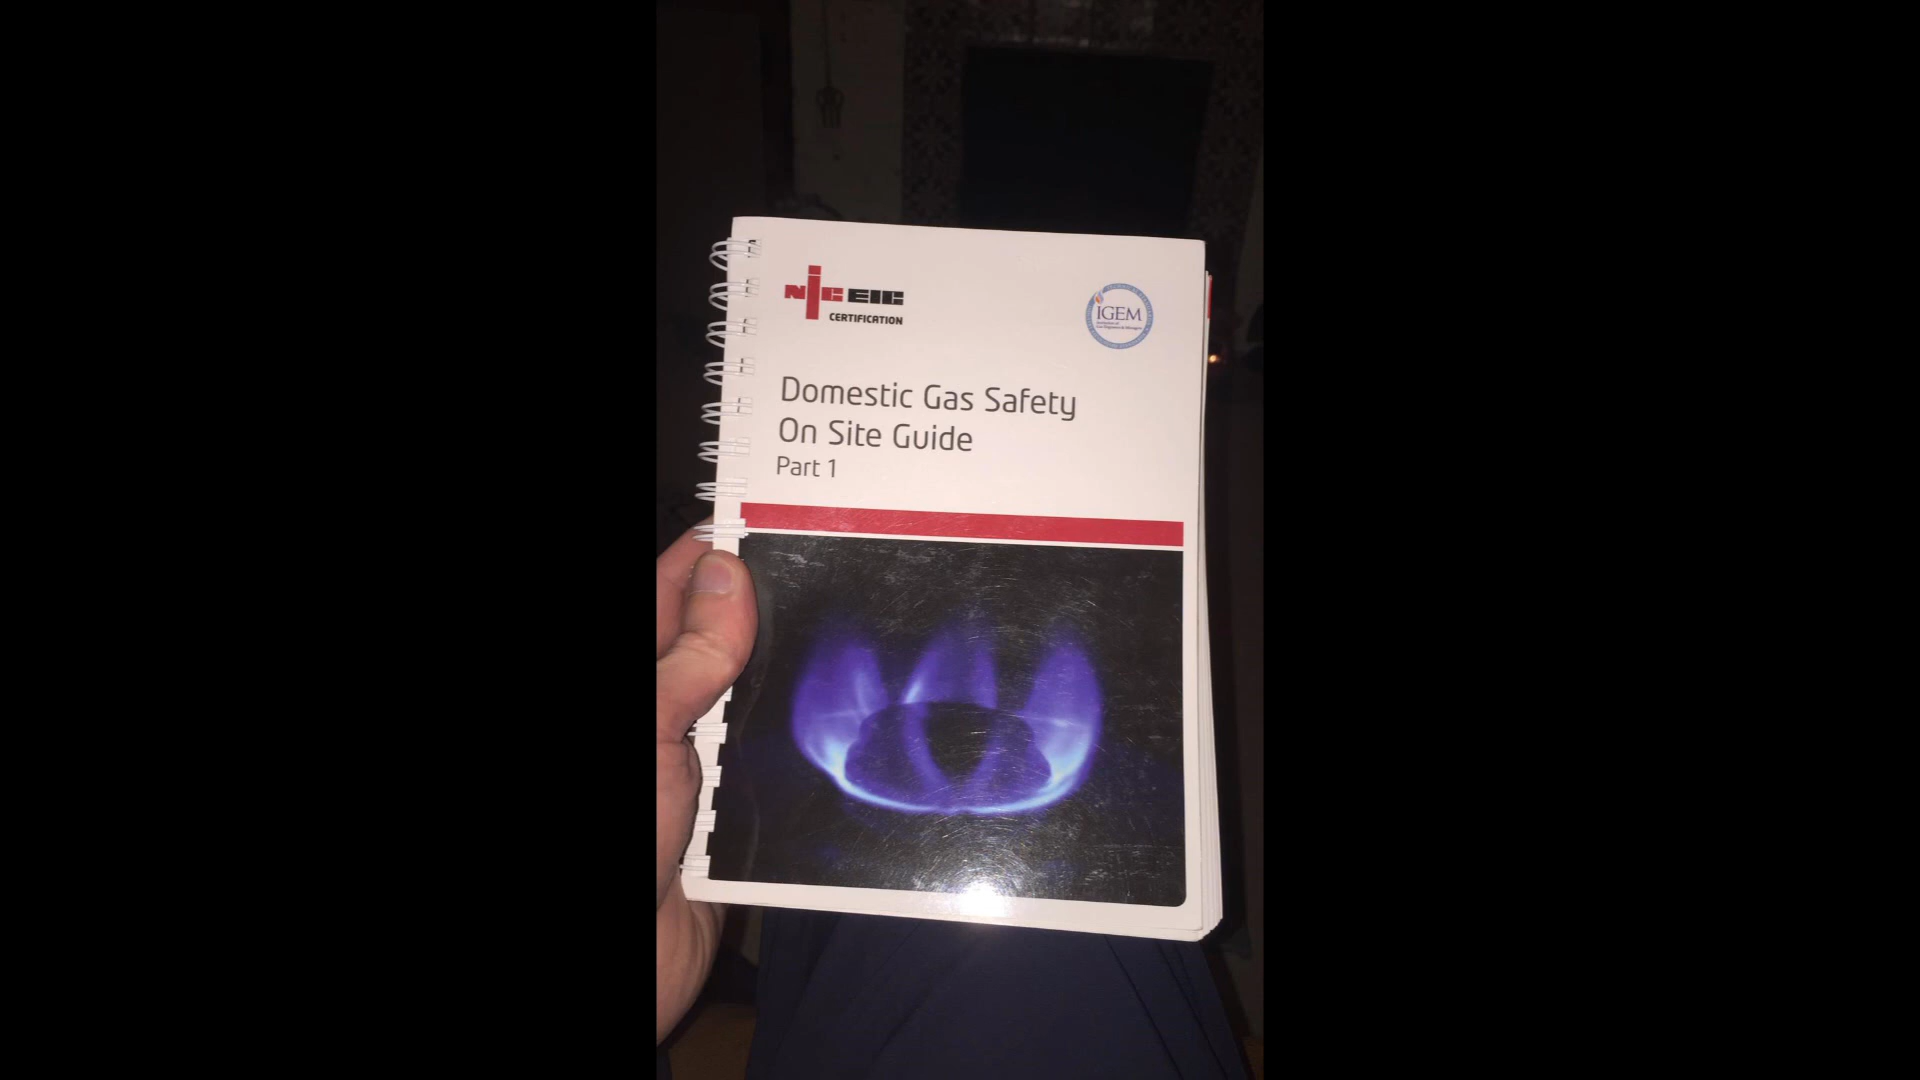 NICEIC
CERTIFICATION
IGEM
Domestic Gas Safety
On Site Guide
Part 1